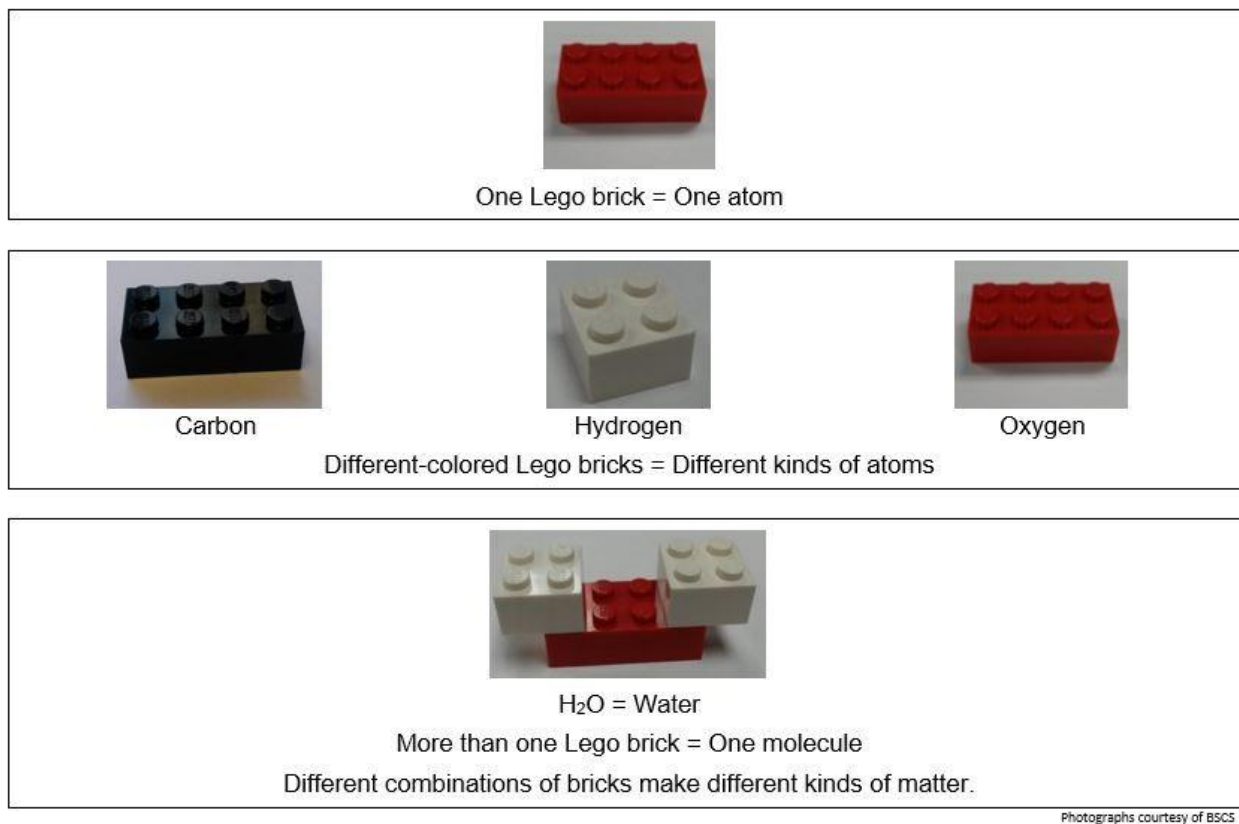 One Lego brick = One atom
Carbon
Hydrogen
Oxygen
Different-colored Lego bricks = Different kinds of atoms
H₂O = Water
More than one Lego brick = One molecule
Different combinations of bricks make different kinds of matter.
Photographs courtesy of BSCS